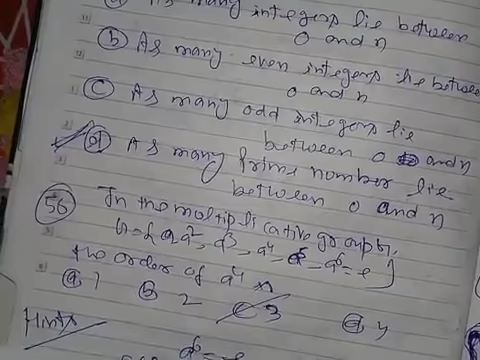 (a) As many integers lie between
0 and n
(b) As many even integers lie between
0 and n
(c) As many odd integers lie
between 0 and n
(d) As many prime number lie
between 0 and n
(56) In the multiplicative group
G = { a, a², a³, a⁴, a⁶ = e }
the order of a⁴ is
(a) 1 (b) 2 (c) 3 (d) 4
Hints
a⁶ = e